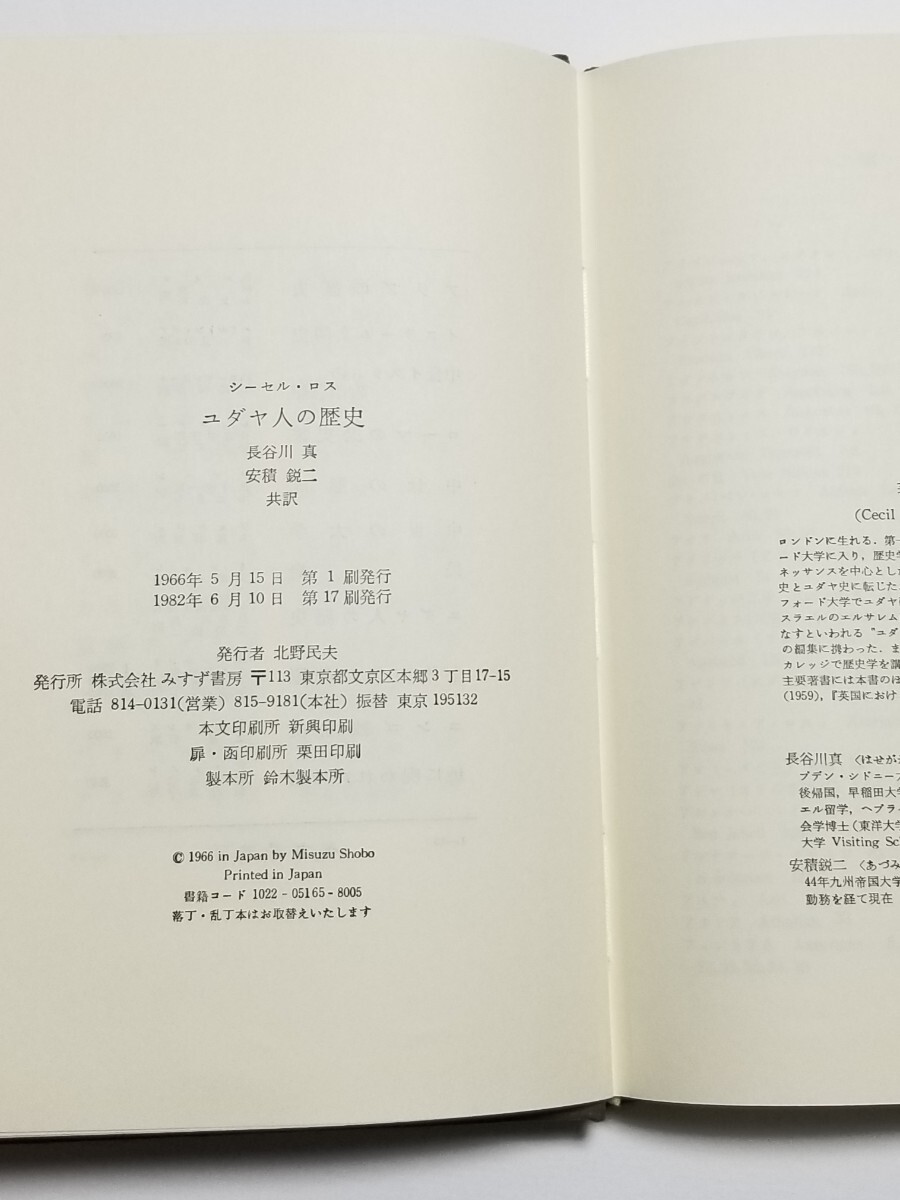 シーセル・ロス
ユダヤ人の歴史
長谷川 真
安積 鋭二
共訳
1966年 5 月 15 日 第 1 刷発行
1982年 6 月 10 日 第 17 刷発行
発行者 北野民夫
発行所 株式会社 みすず書房 〒113 東京都文京区本郷 3 丁目17-15
電話 814-0131(営業) 815-9181(本社) 振替 東京 195132
本文印刷所 新興印刷
扉・函印刷所 栗田印刷
製本所 鈴木製本所
© 1966 in Japan by Misuzu Shobo
Printed in Japan
書籍コード 1022 - 05165 - 8005
落丁・乱丁本はお取替えいたします
(Cecil
ロンドンに生れる．第
ード大学に入り，歴史学
ネッサンスを中心とした
史とユダヤ史に転じた．
フォード大学でユダヤ
スラエルのエルサレム
なすといわれる "ユダ
の編集に携わった．ま
カレッジで歴史学を講
主要著書には本書のほ
(1959),『英国におけ
長谷川真 〈はせが
プデン・シドニー
後帰国，早稲田大学
エル留学，ヘブライ
会学博士(東洋大学
大学 Visiting Sc
安積鋭二 〈あづみ
44年九州帝国大学
勤務を経て現在